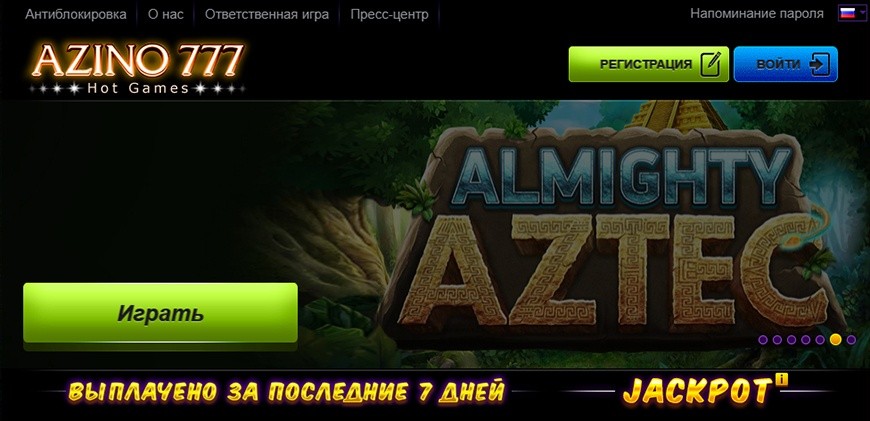 Антиблокировка О нас Ответственная игра Пресс-центр Напоминание пароля
AZINO 777
Hot Games
РЕГИСТРАЦИЯ ВОЙТИ
ALMIGHTY
AZTEC
Играть
ВЫПЛАЧЕНО ЗА ПОСЛЕДНИЕ 7 ДНЕЙ JACKPOT i